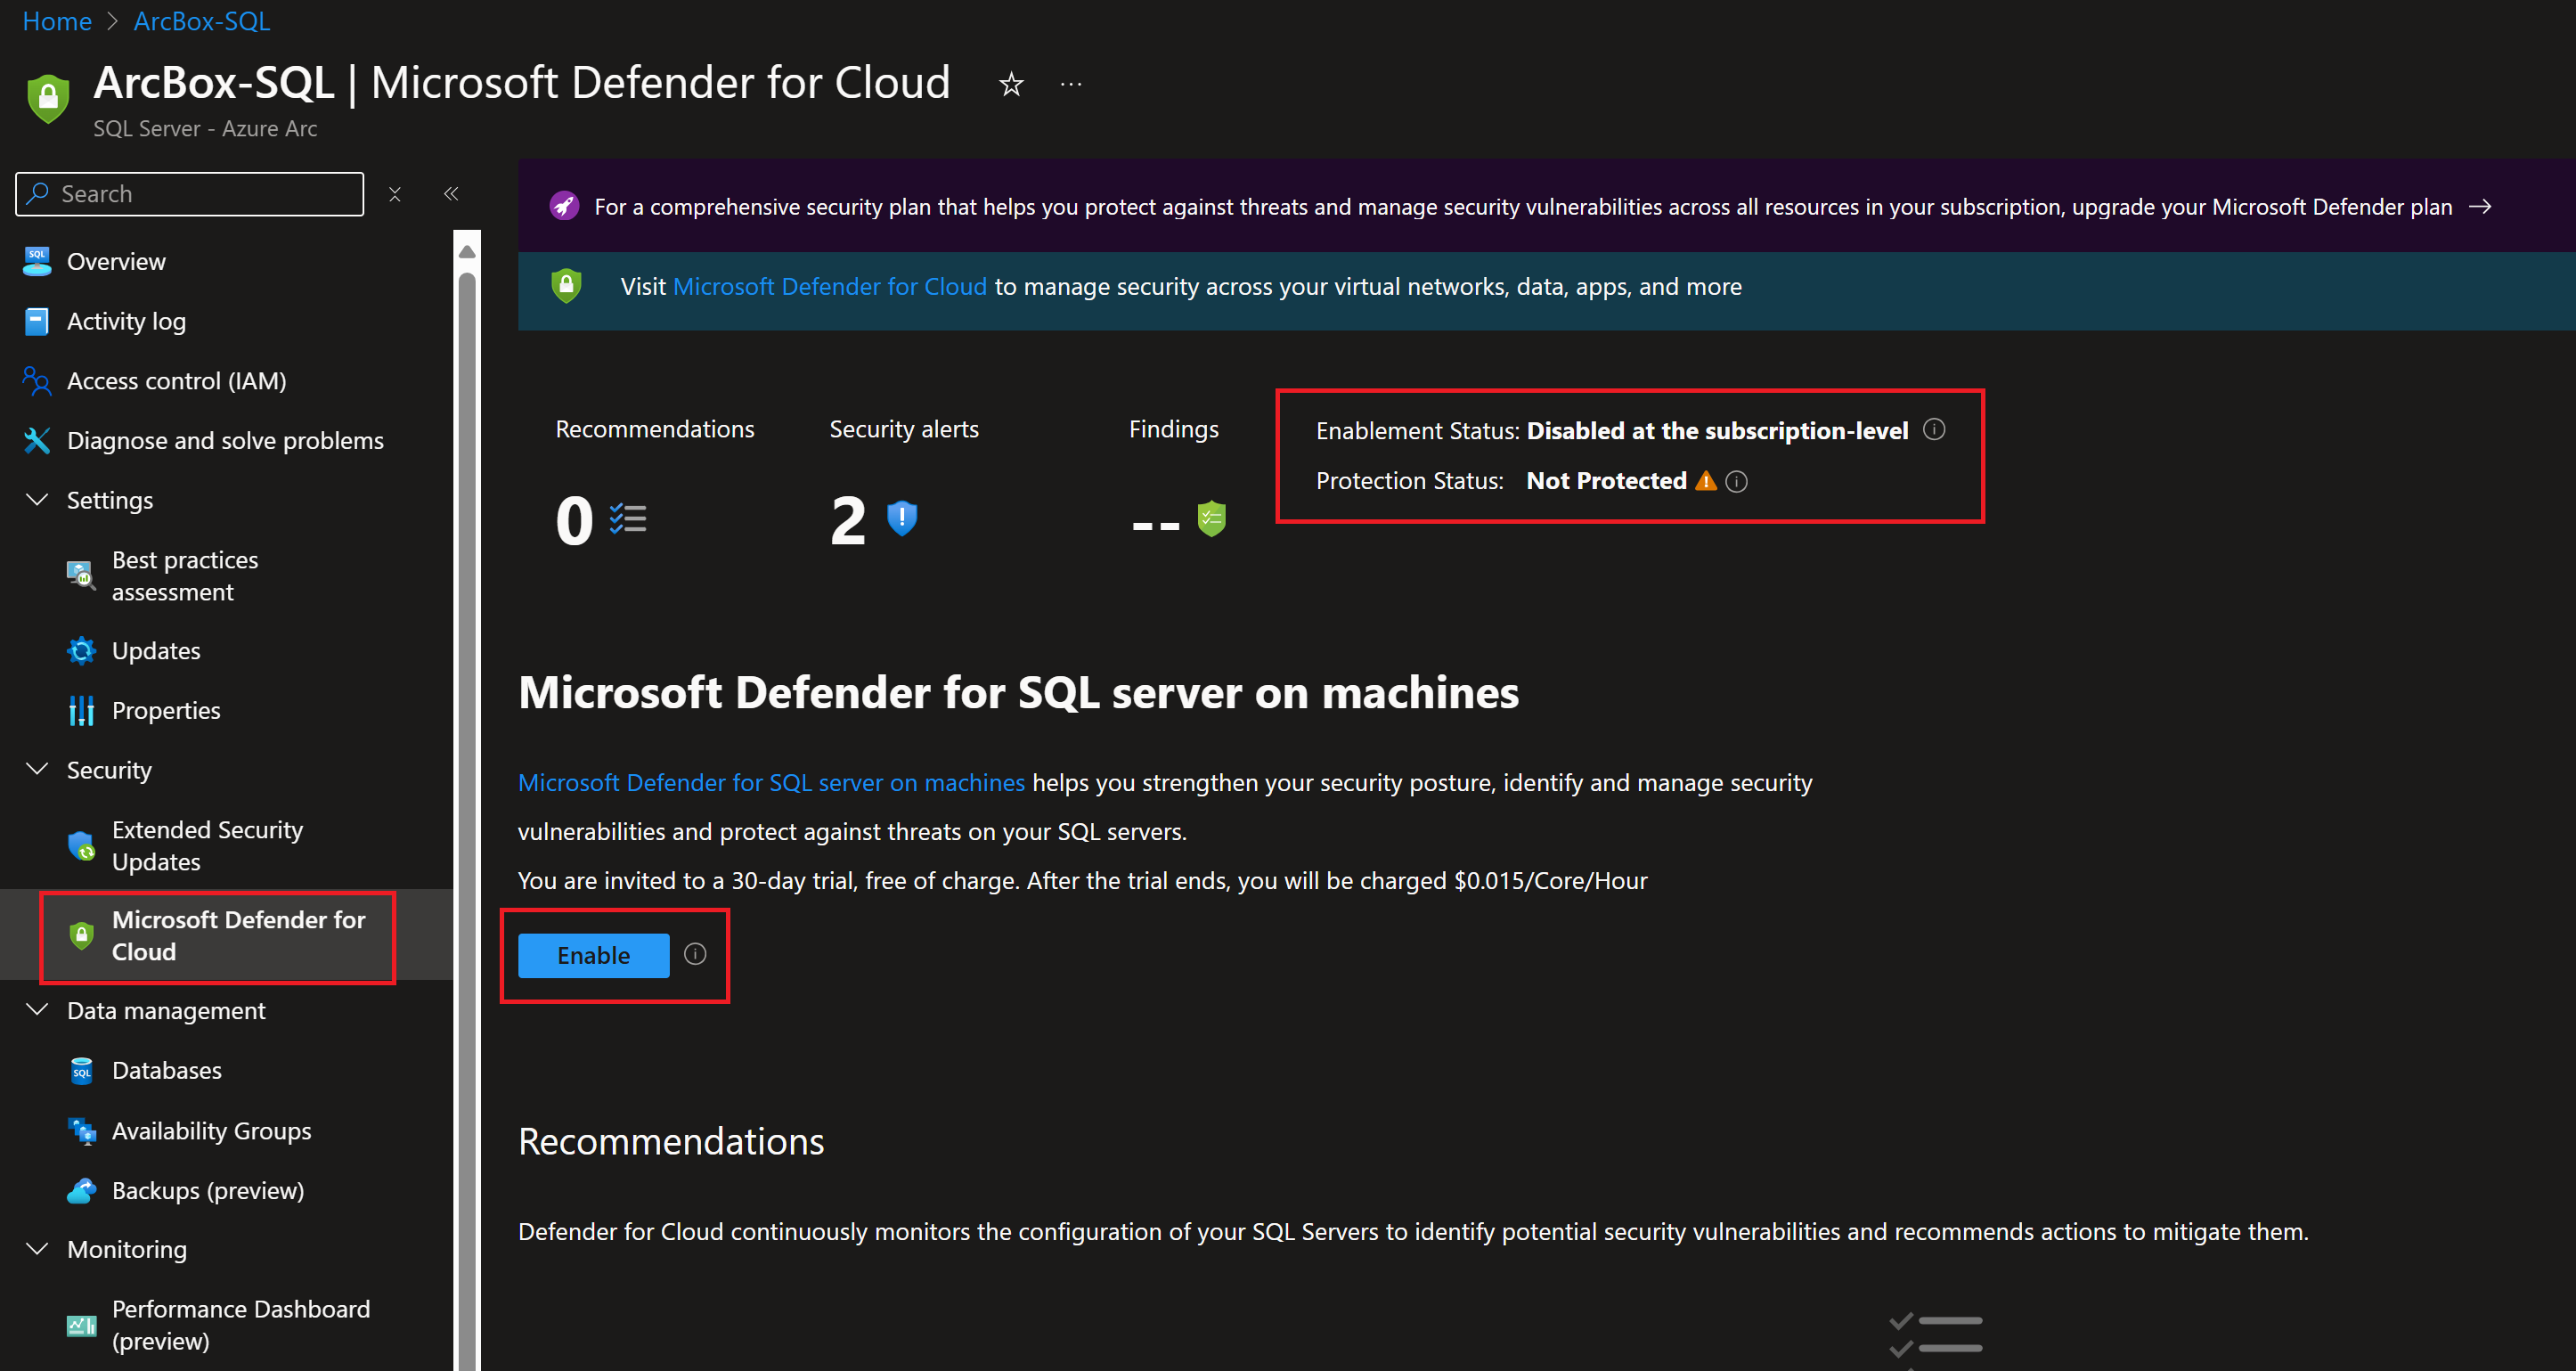 Home > ArcBox-SQL
ArcBox-SQL | Microsoft Defender for Cloud
SQL Server - Azure Arc
Search
Overview
Activity log
Access control (IAM)
Diagnose and solve problems
Settings
Best practices
assessment
Updates
Properties
Security
Extended Security
Updates
Microsoft Defender for
Cloud
Data management
Databases
Availability Groups
Backups (preview)
Monitoring
Performance Dashboard
(preview)
For a comprehensive security plan that helps you protect against threats and manage security vulnerabilities across all resources in your subscription, upgrade your Microsoft Defender plan →
Visit Microsoft Defender for Cloud to manage security across your virtual networks, data, apps, and more
Recommendations
0
Security alerts
2
Findings
--
Enablement Status: Disabled at the subscription-level
Protection Status: Not Protected
Microsoft Defender for SQL server on machines
Microsoft Defender for SQL server on machines helps you strengthen your security posture, identify and manage security
vulnerabilities and protect against threats on your SQL servers.
You are invited to a 30-day trial, free of charge. After the trial ends, you will be charged $0.015/Core/Hour
Enable
Recommendations
Defender for Cloud continuously monitors the configuration of your SQL Servers to identify potential security vulnerabilities and recommends actions to mitigate them.